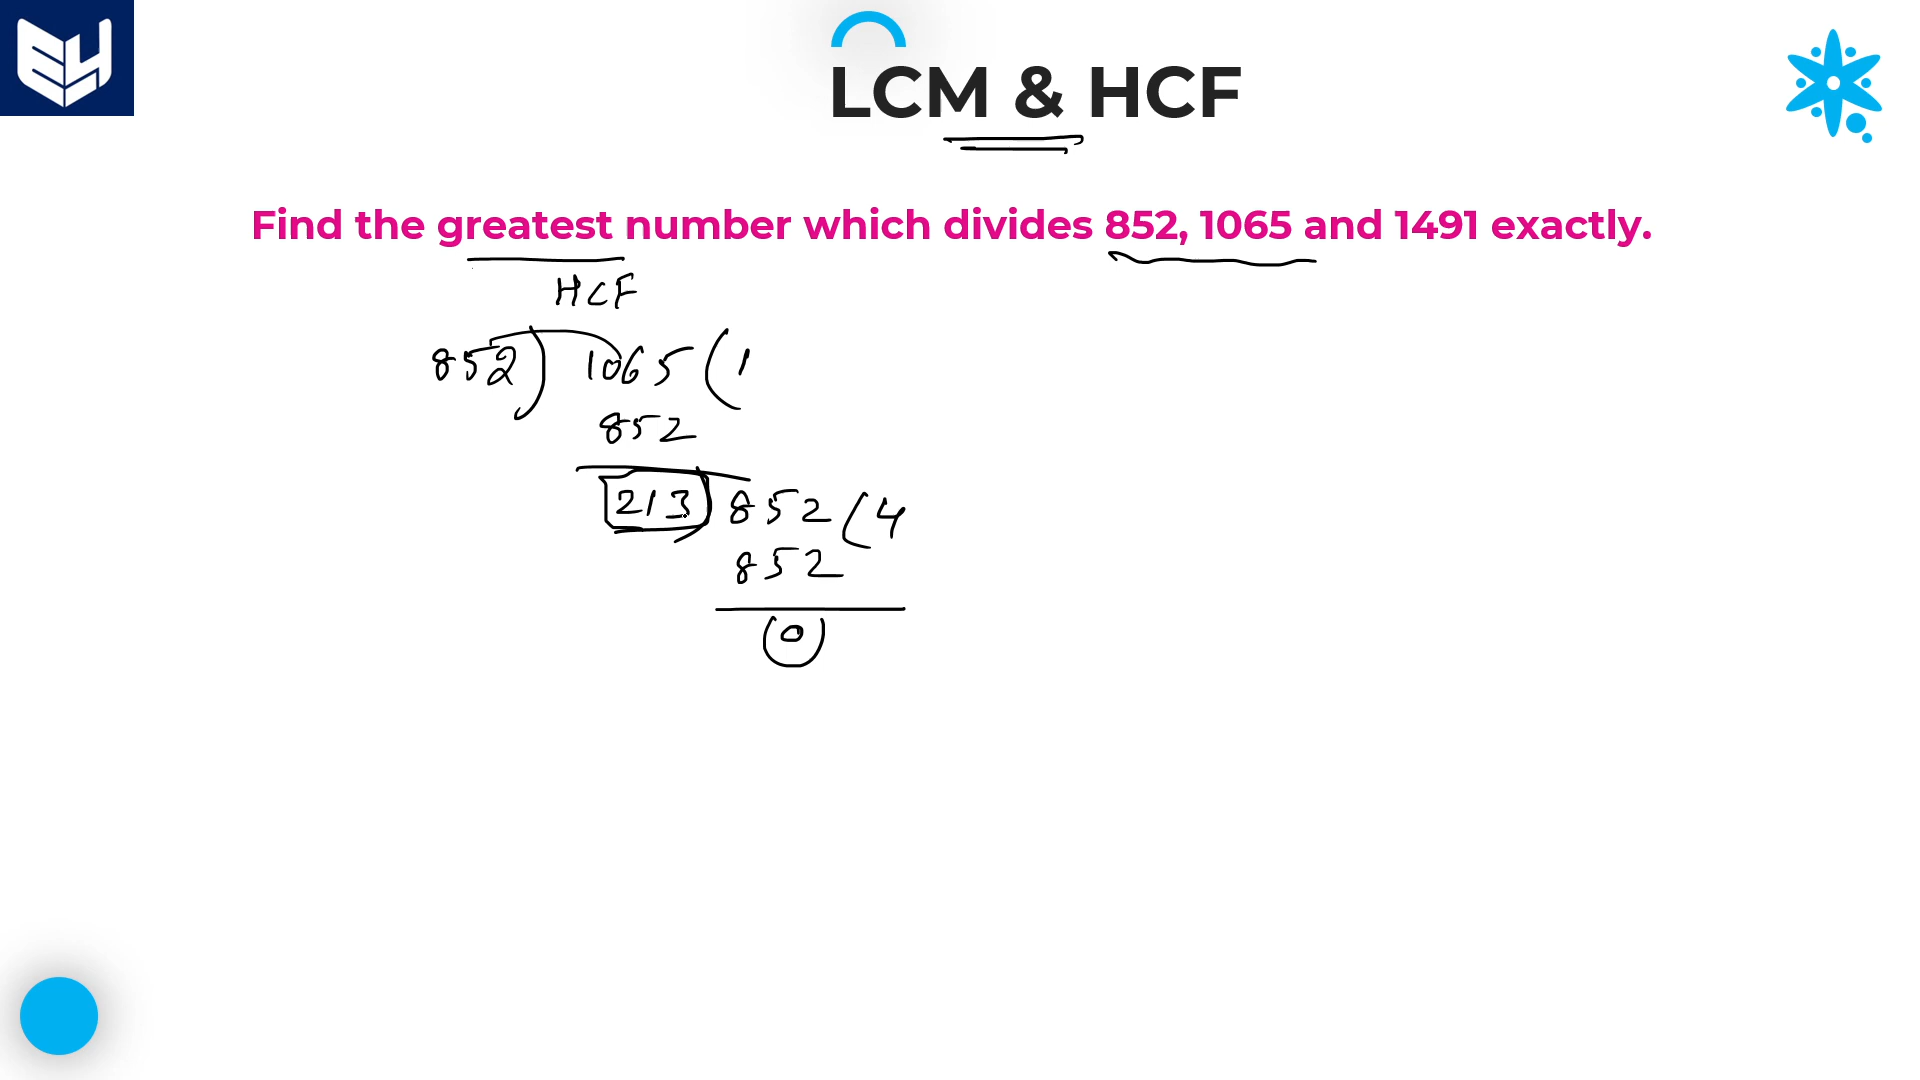 LCM & HCF
Find the greatest number which divides 852, 1065 and 1491 exactly.
HCF
852) 1065 (1
852
213) 852 (4
852
0